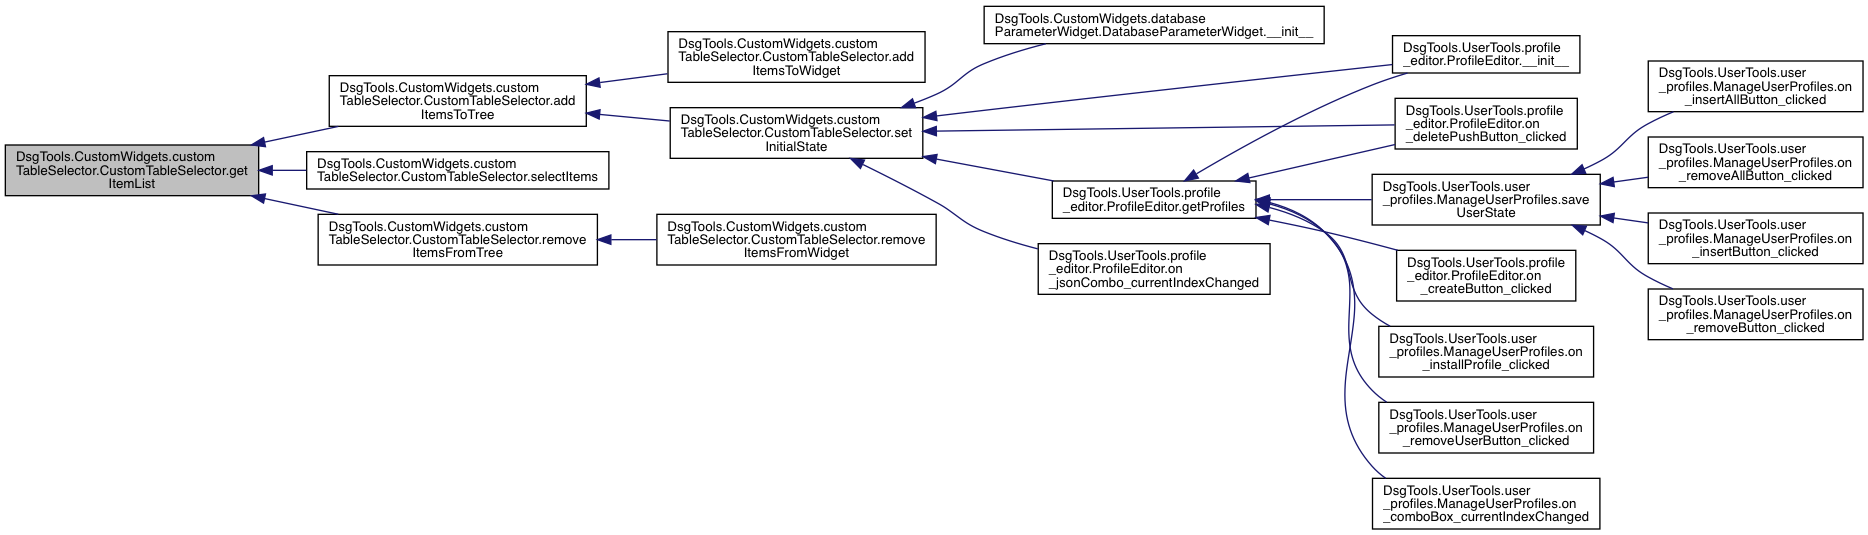 DsgTools.CustomWidgets.custom
TableSelector.CustomTableSelector.get
ItemList
DsgTools.CustomWidgets.custom
TableSelector.CustomTableSelector.add
ItemsToTree
DsgTools.CustomWidgets.custom
TableSelector.CustomTableSelector.selectItems
DsgTools.CustomWidgets.custom
TableSelector.CustomTableSelector.remove
ItemsFromTree
DsgTools.CustomWidgets.custom
TableSelector.CustomTableSelector.add
ItemsToWidget
DsgTools.CustomWidgets.custom
TableSelector.CustomTableSelector.set
InitialState
DsgTools.CustomWidgets.custom
TableSelector.CustomTableSelector.remove
ItemsFromWidget
DsgTools.CustomWidgets.database
ParameterWidget.DatabaseParameterWidget.__init__
DsgTools.UserTools.profile
_editor.ProfileEditor.getProfiles
DsgTools.UserTools.profile
_editor.ProfileEditor.on
_jsonCombo_currentIndexChanged
DsgTools.UserTools.profile
_editor.ProfileEditor.__init__
DsgTools.UserTools.profile
_editor.ProfileEditor.on
_deletePushButton_clicked
DsgTools.UserTools.user
_profiles.ManageUserProfiles.save
UserState
DsgTools.UserTools.profile
_editor.ProfileEditor.on
_createButton_clicked
DsgTools.UserTools.user
_profiles.ManageUserProfiles.on
_installProfile_clicked
DsgTools.UserTools.user
_profiles.ManageUserProfiles.on
_removeUserButton_clicked
DsgTools.UserTools.user
_profiles.ManageUserProfiles.on
_comboBox_currentIndexChanged
DsgTools.UserTools.user
_profiles.ManageUserProfiles.on
_insertAllButton_clicked
DsgTools.UserTools.user
_profiles.ManageUserProfiles.on
_removeAllButton_clicked
DsgTools.UserTools.user
_profiles.ManageUserProfiles.on
_insertButton_clicked
DsgTools.UserTools.user
_profiles.ManageUserProfiles.on
_removeButton_clicked